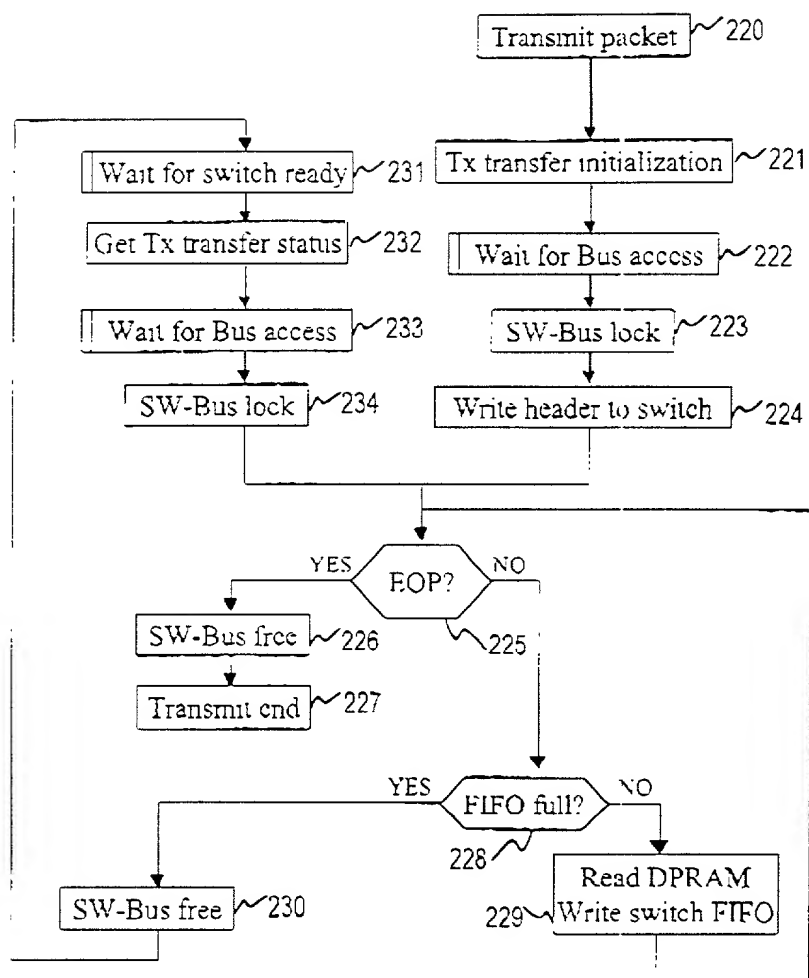 Transmit packet
220
Tx transfer initialization
221
Wait for Bus access
222
SW-Bus lock
223
Write header to switch
224
Wait for switch ready
231
Get Tx transfer status
232
Wait for Bus access
233
SW-Bus lock
234
YES
EOP?
NO
225
SW-Bus free
226
Transmit end
227
YES
FIFO full?
NO
228
Read DPRAM
Write switch FIFO
229
SW-Bus free
230